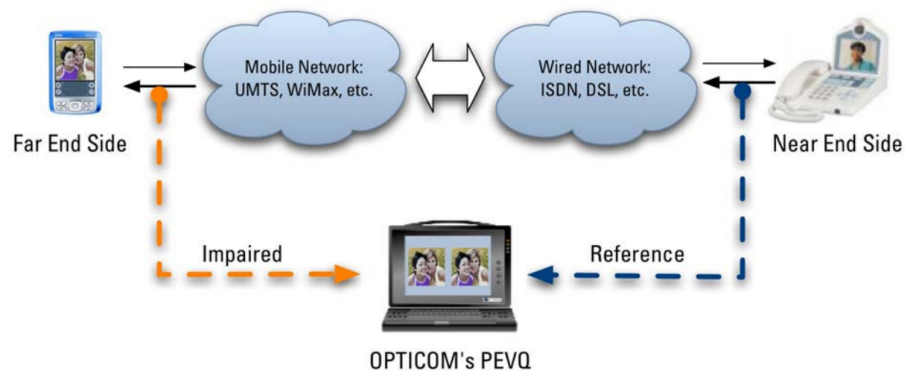 Mobile Network:
UMTS, WiMax, etc.
Wired Network:
ISDN, DSL, etc.
Far End Side
Near End Side
Impaired
Reference
OPTICOM's PEVQ